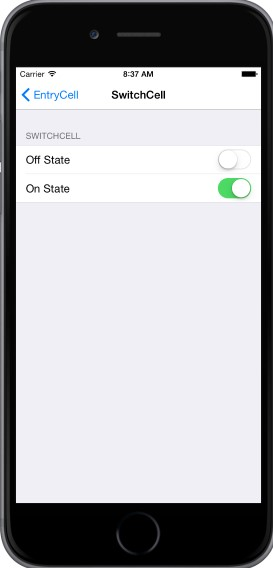 Carrier 8:37 AM
EntryCell SwitchCell
SWITCHCELL
Off State
On State